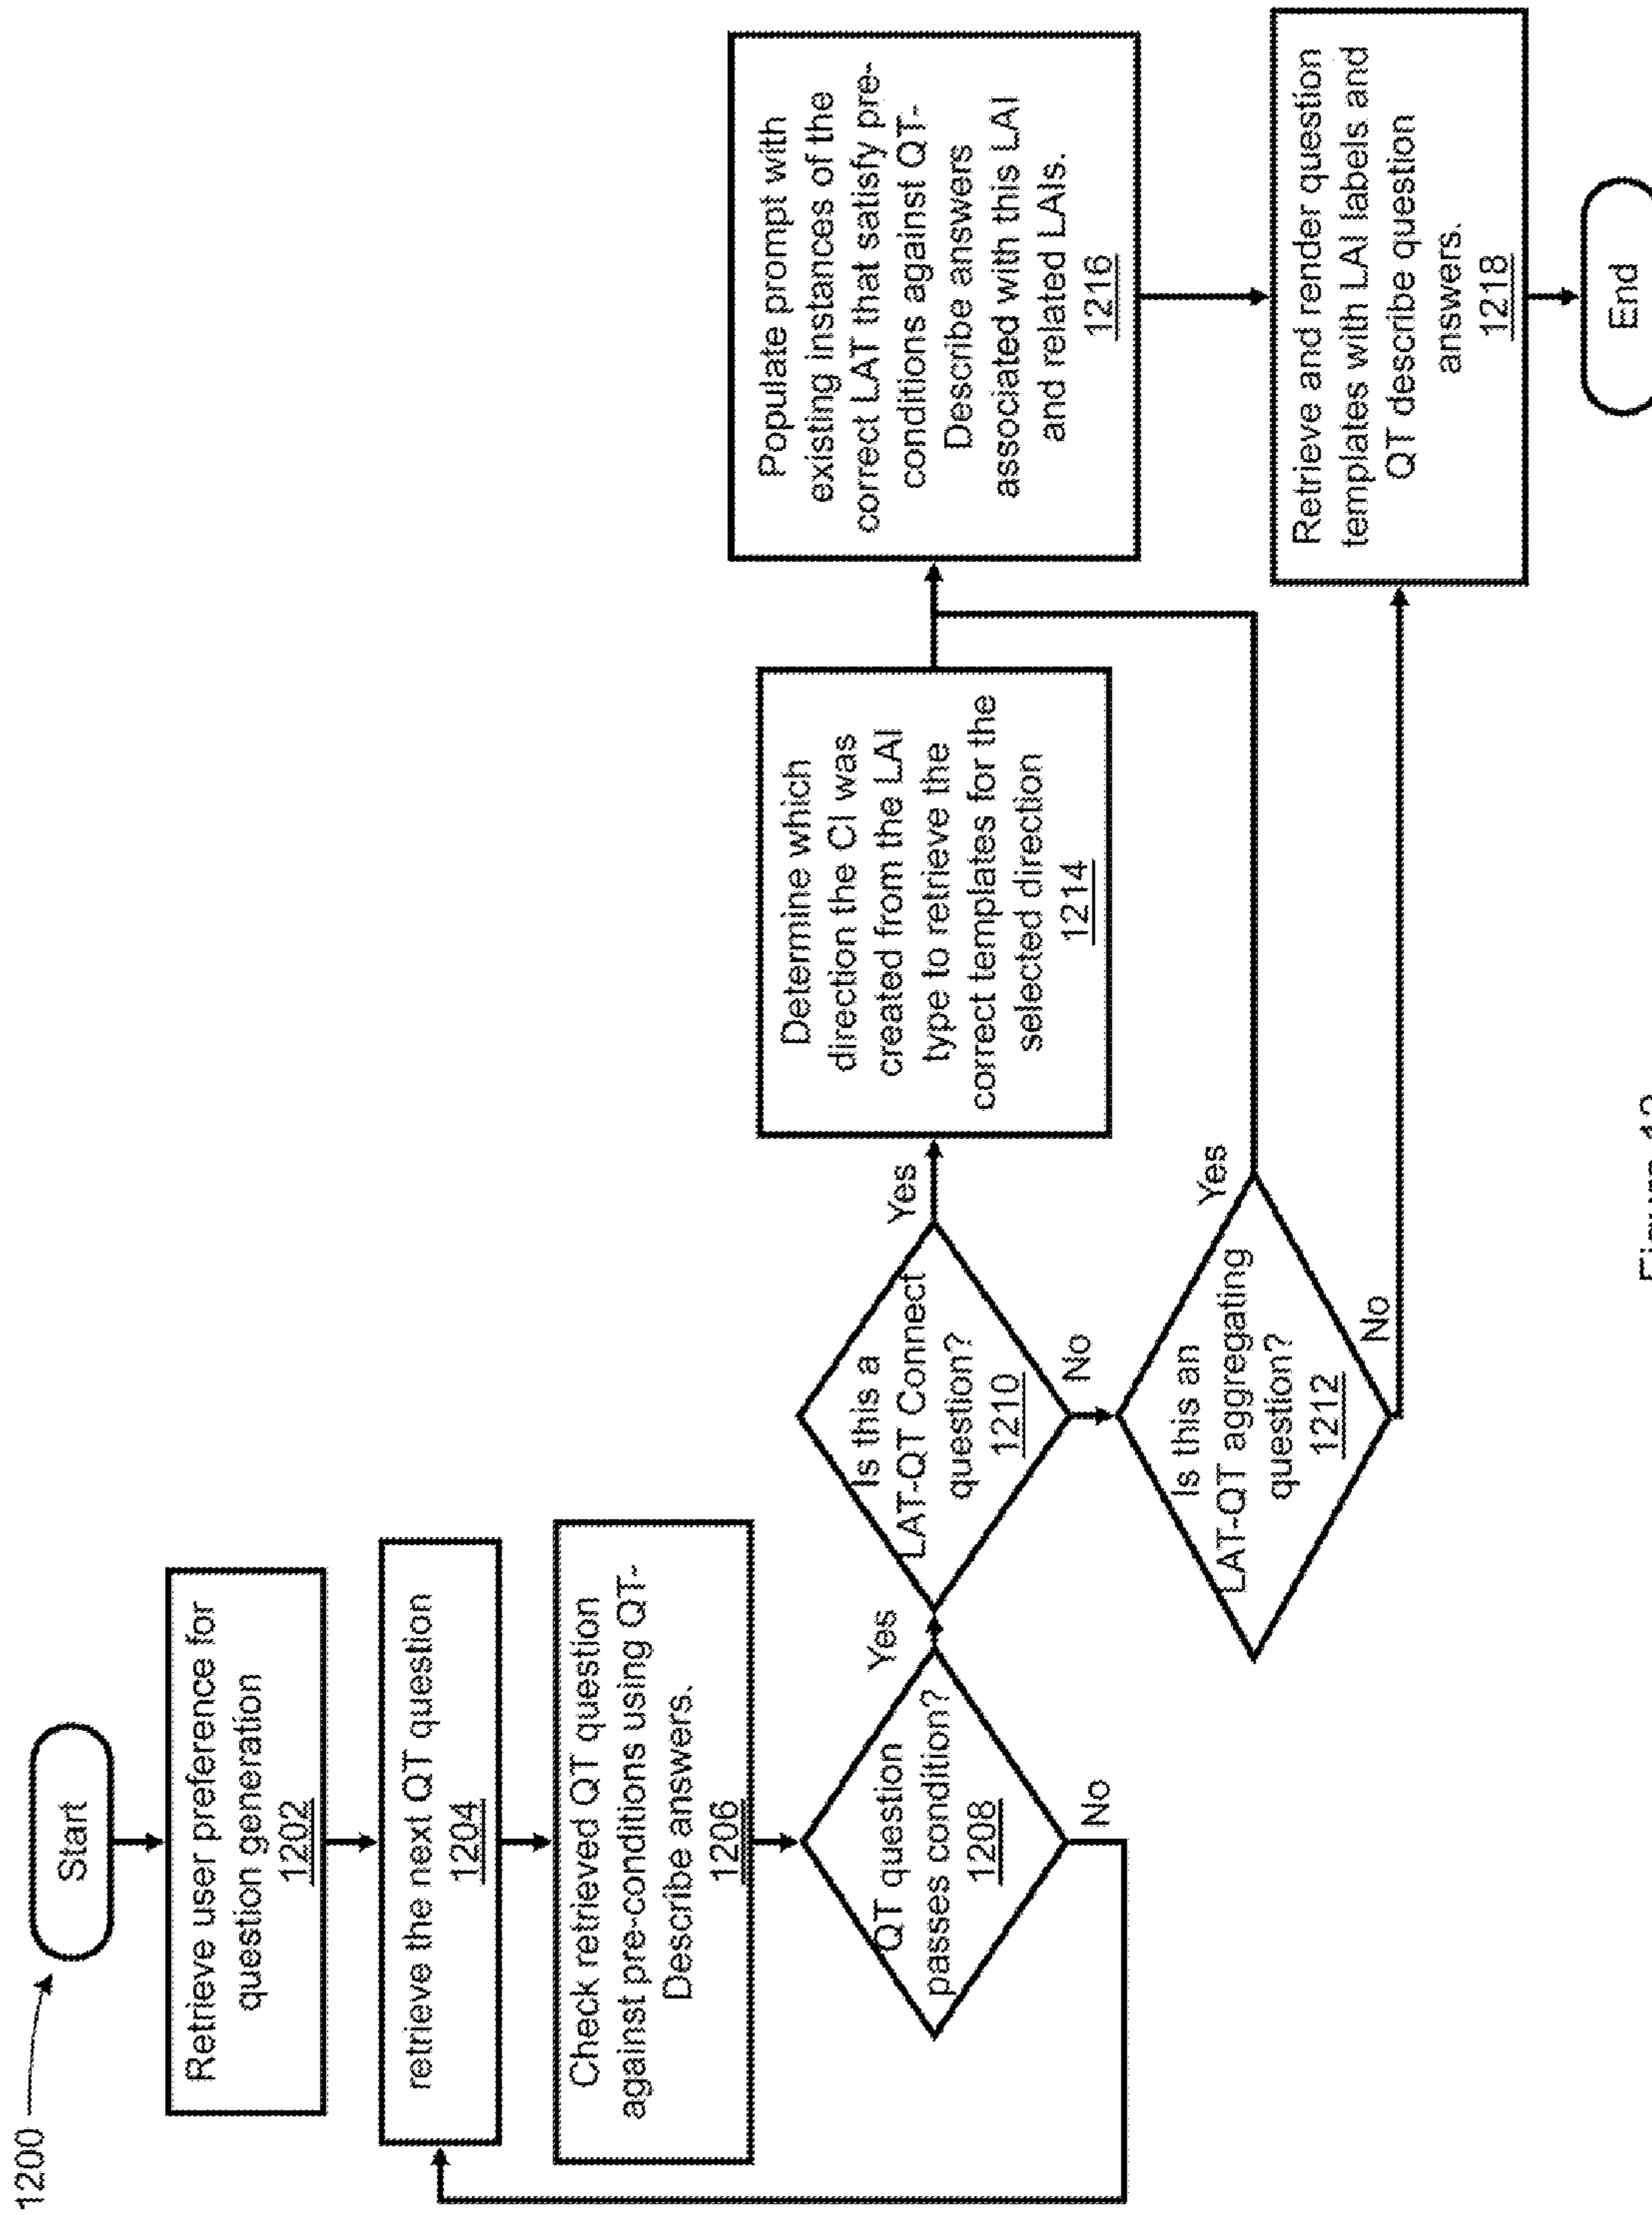 1200
Start
Retrieve user preference for
question generation
1202
retrieve the next QT question
1204
Check retrieved QT question
against pre-conditions using QT-
Describe answers.
1206
QT question
passes condition?
1208
No
Yes
Is this a
LAT-QT Connect
question?
1210
Yes
No
Is this an
LAT-QT aggregating
question?
1212
Yes
No
Determine which
direction the CI was
created from the LAI
type to retrieve the
correct templates for the
selected direction
1214
Populate prompt with
existing instances of the
correct LAT that satisfy pre-
conditions against QT-
Describe answers
associated with this LAI
and related LAIs.
1216
Retrieve and render question
templates with LAI labels and
QT describe question
answers.
1218
End